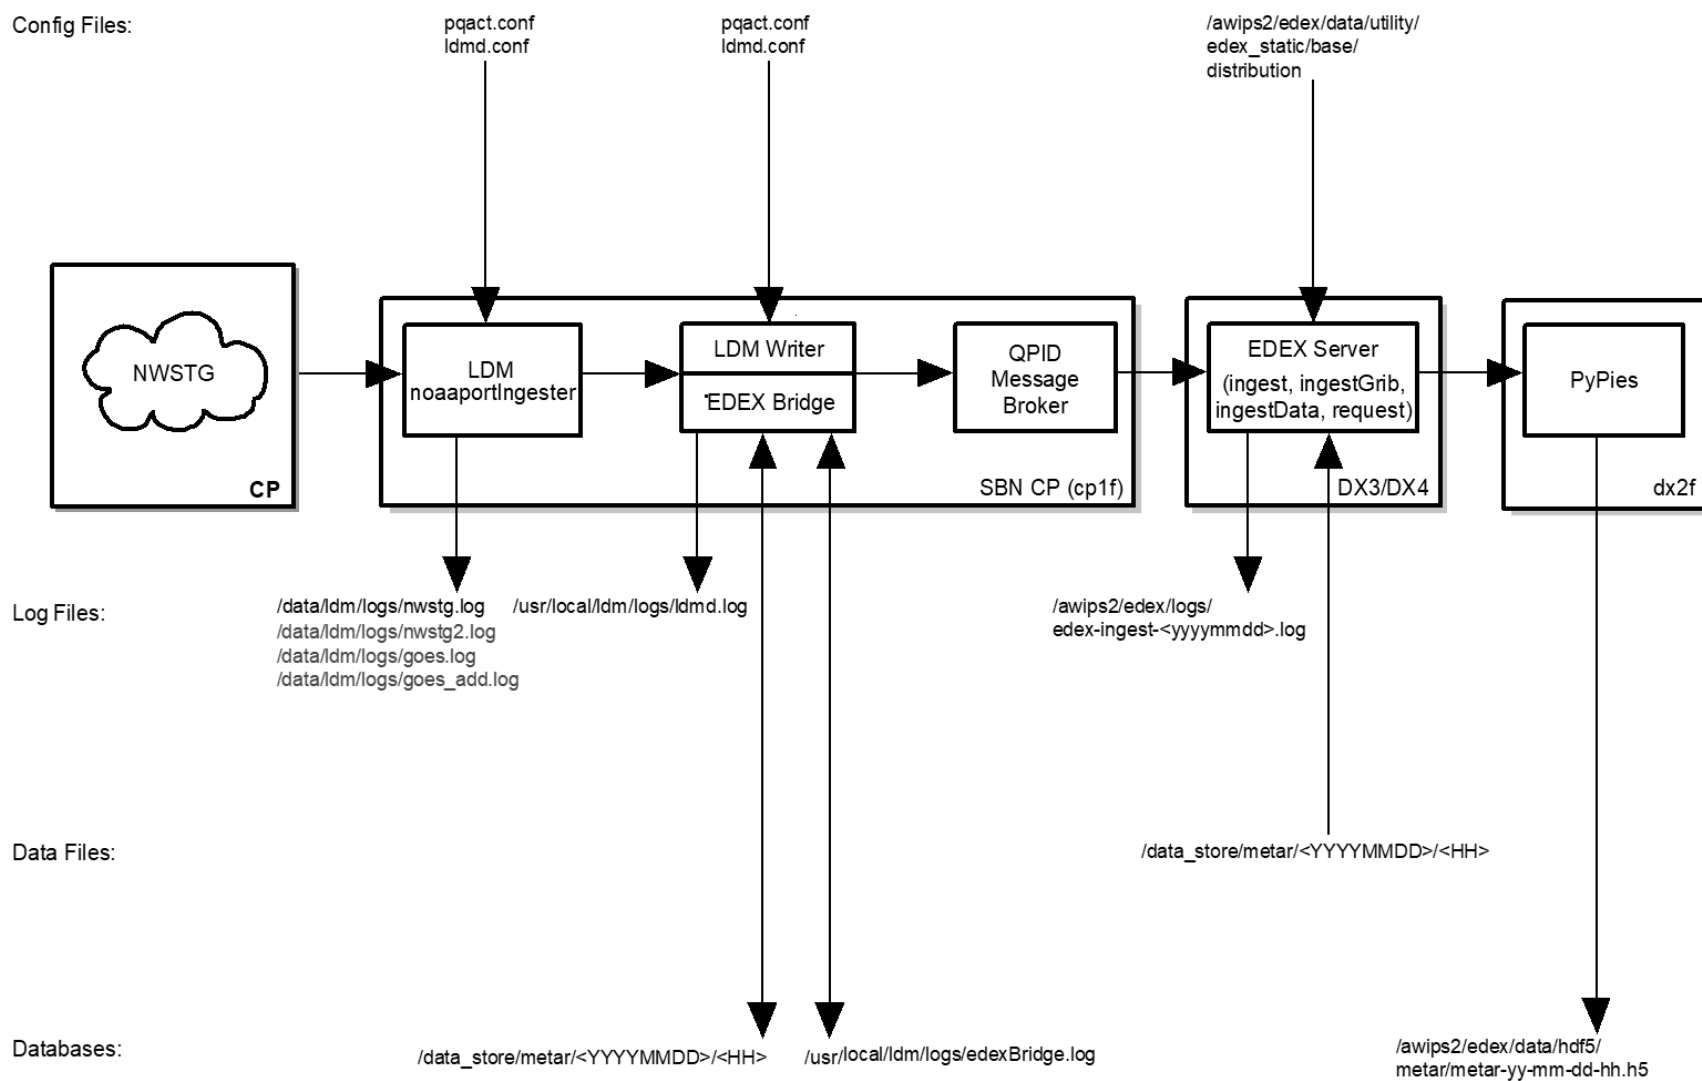 Config Files:
pqact.conf
ldmd.conf
pqact.conf
ldmd.conf
/awips2/edex/data/utility/
edex_static/base/
distribution
NWSTG
CP
LDM
noaaportIngester
LDM Writer
EDEX Bridge
QPID
Message
Broker
SBN CP (cp1f)
EDEX Server
(ingest, ingestGrib,
ingestData, request)
DX3/DX4
PyPies
dx2f
Log Files:
/data/ldm/logs/nwstg.log
/data/ldm/logs/nwstg2.log
/data/ldm/logs/goes.log
/data/ldm/logs/goes_add.log
/usr/local/ldm/logs/ldmd.log
/awips2/edex/logs/
edex-ingest-<yyyymmdd>.log
Data Files:
/data_store/metar/<YYYYMMDD>/<HH>
Databases:
/data_store/metar/<YYYYMMDD>/<HH>
/usr/local/ldm/logs/edexBridge.log
/awips2/edex/data/hdf5/
metar/metar-yy-mm-dd-hh.h5